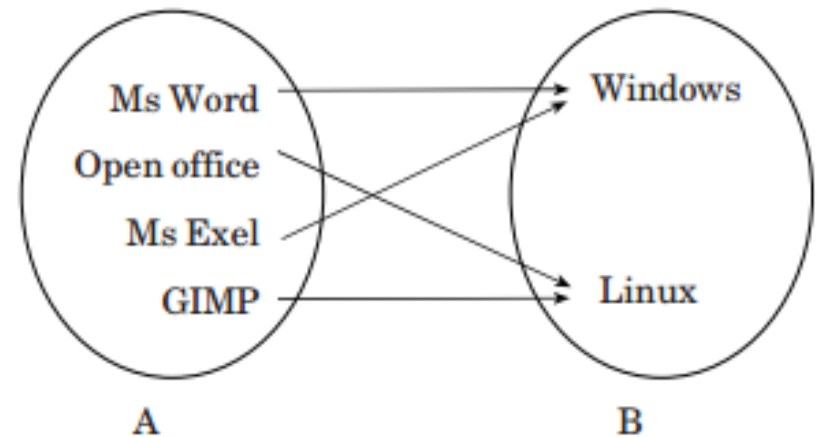 Ms Word
Windows
Open office
Ms Exel
GIMP
Linux
A
B